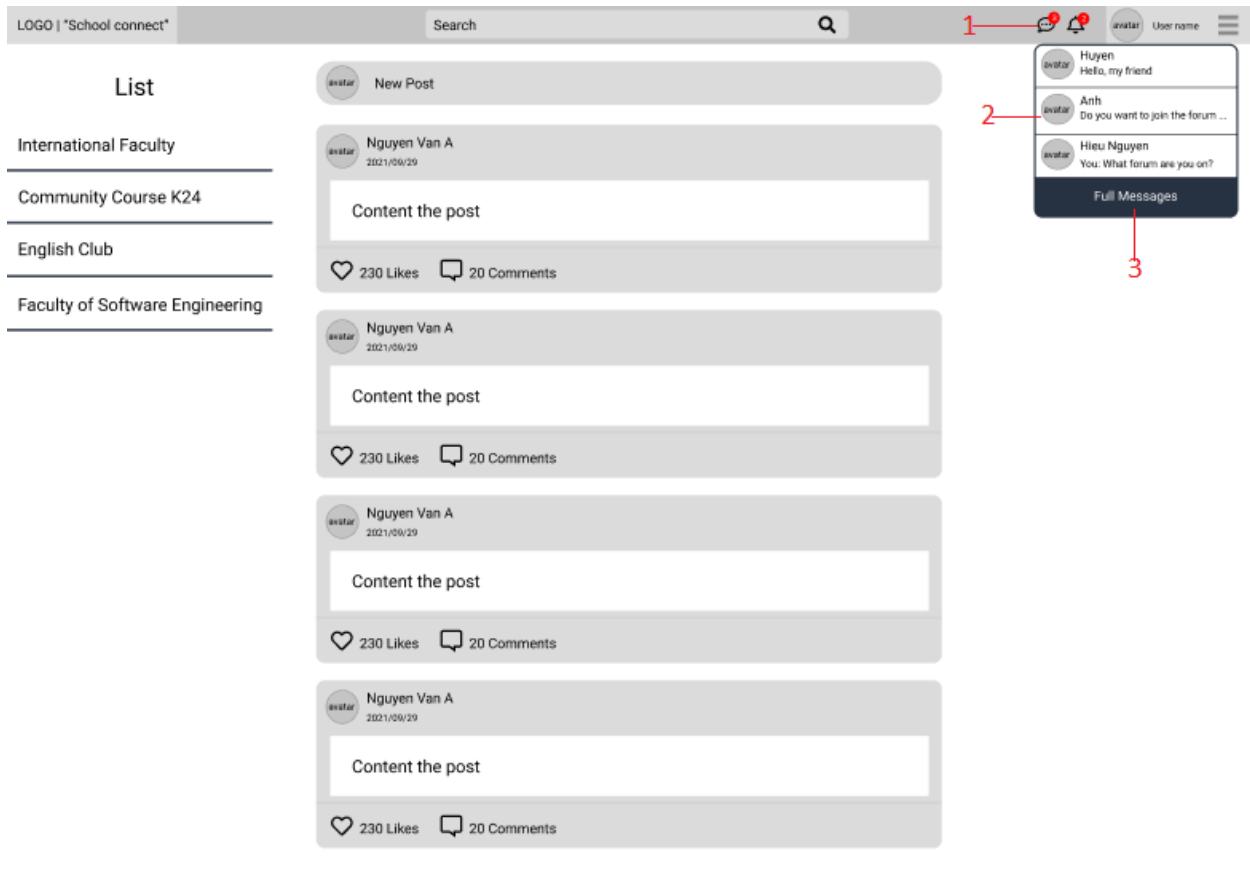 LOGO | "School connect"
Search
1
2
avatar
User name
List
International Faculty
Community Course K24
English Club
Faculty of Software Engineering
avatar
New Post
avatar
Nguyen Van A
2021/09/29
Content the post
230 Likes
20 Comments
avatar
Nguyen Van A
2021/09/29
Content the post
230 Likes
20 Comments
avatar
Nguyen Van A
2021/09/29
Content the post
230 Likes
20 Comments
avatar
Nguyen Van A
2021/09/29
Content the post
230 Likes
20 Comments
avatar
Huyen
Hello, my friend
2
avatar
Anh
Do you want to join the forum ...
avatar
Hieu Nguyen
You: What forum are you on?
Full Messages
3